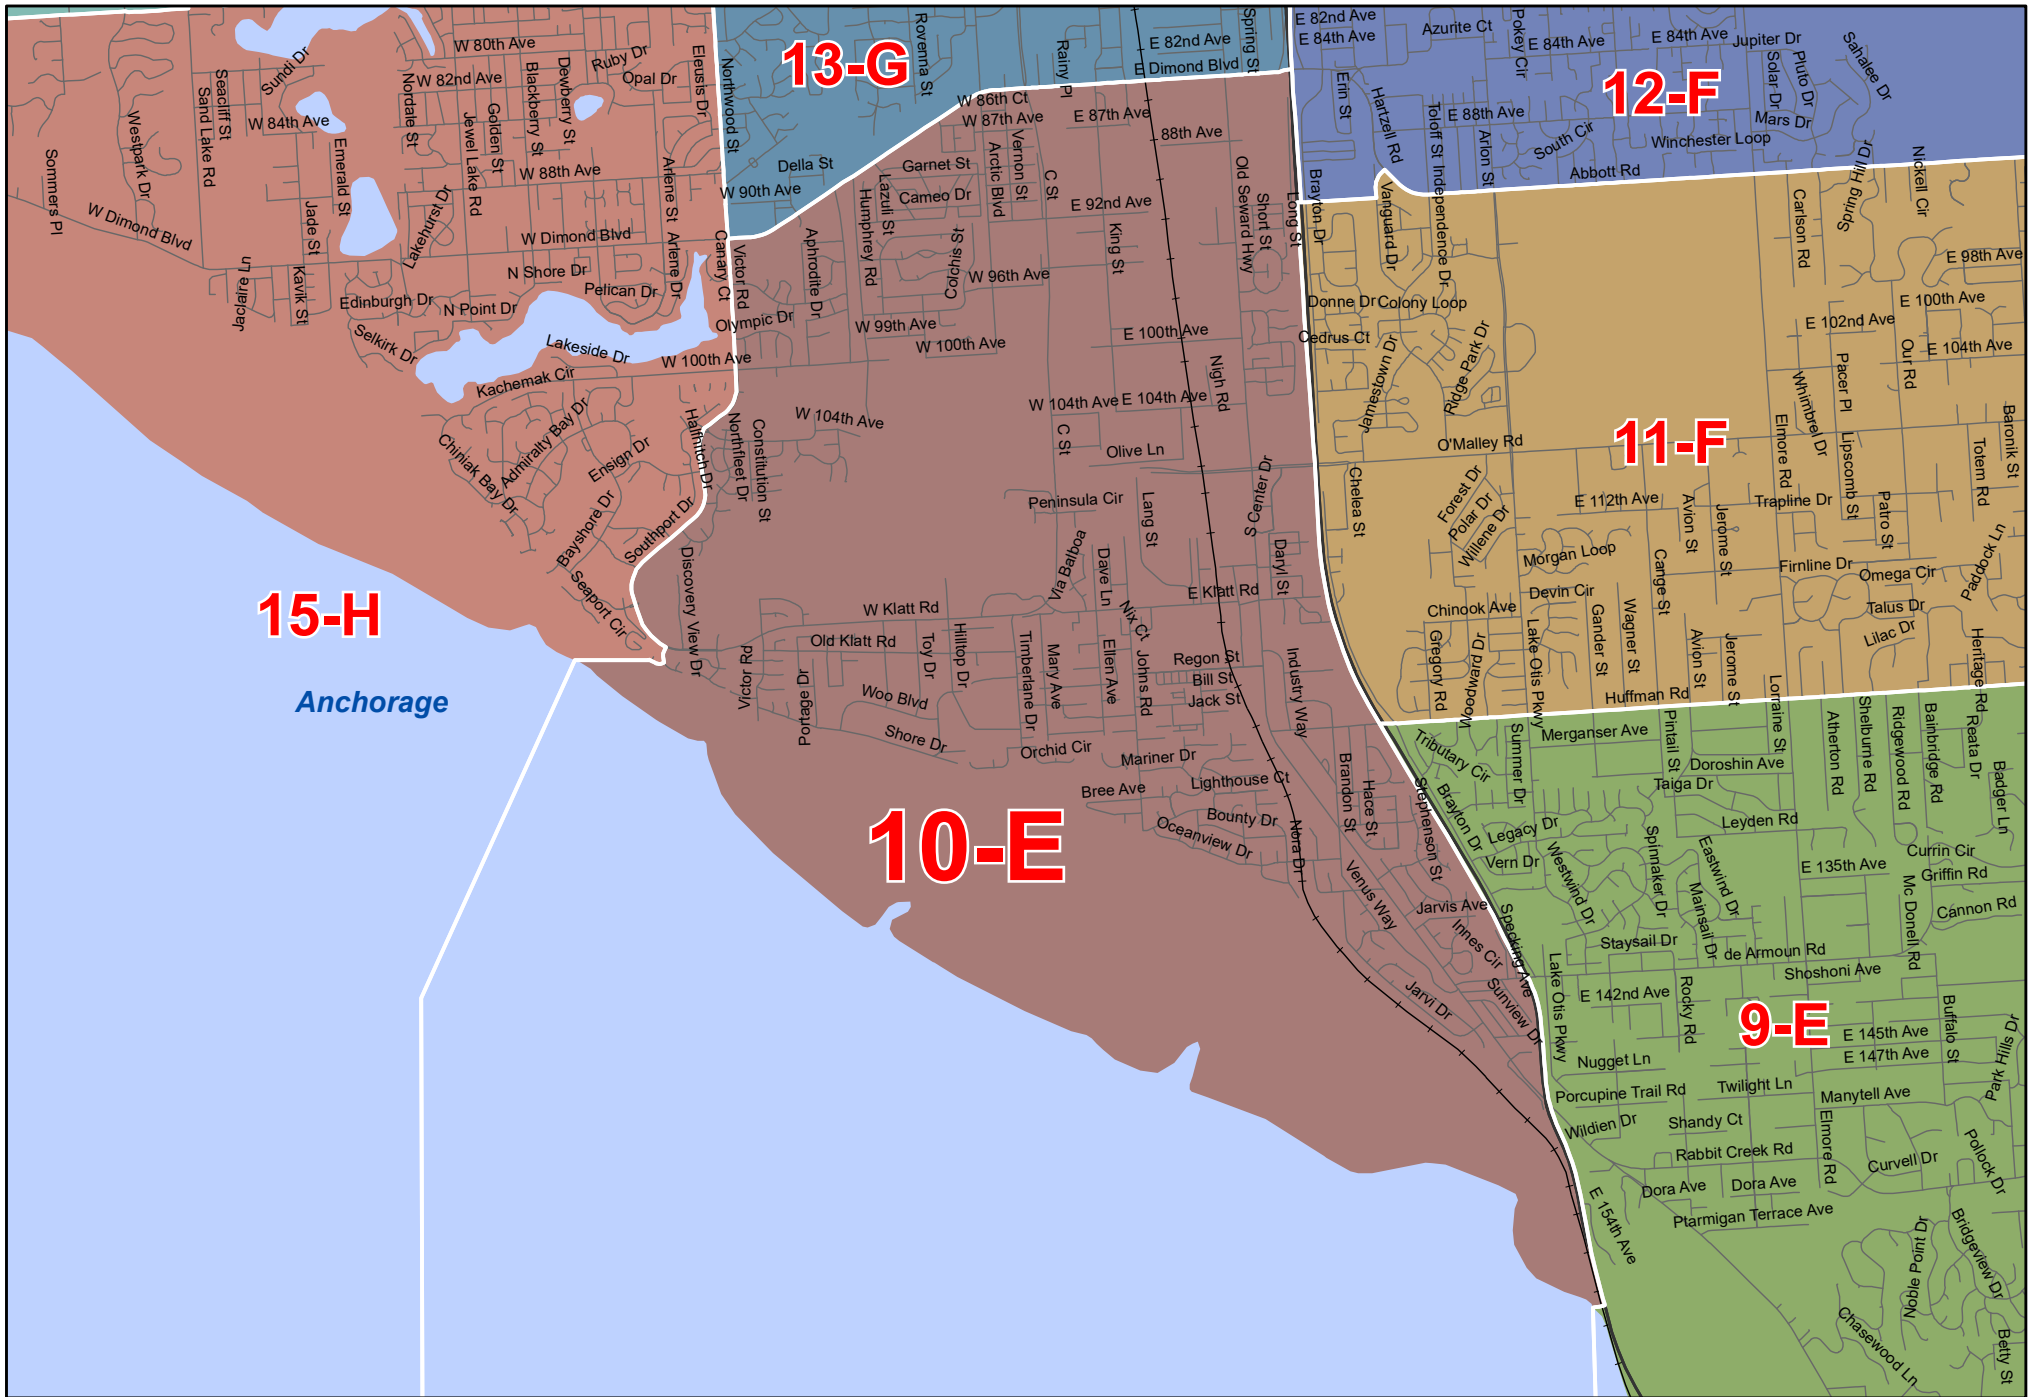 13-G
12-F
11-F
15-H
Anchorage
10-E
9-E
W 80th Ave
Ruby Dr
Eleusis Dr
Sundi Dr
Seacliff St
Sand Lake Rd
W 82nd Ave
Nordale St
Blackberry St
Dewberry St
Opal Dr
W 84th Ave
Golden St
Jewel Lake Rd
Westpark Dr
Sommers Pl
Emerald St
W 88th Ave
Arlene St
W Dimond Blvd
Jade St
Lakehurst Dr
W Dimond Blvd
Arlene Dr
Canary Ct
Jaclaire Ln
Kavik St
Edinburgh Dr
N Shore Dr
Pelican Dr
N Point Dr
Selkirk Dr
Lakeside Dr
W 100th Ave
Kachemak Cir
Chiniak Bay Dr
Admiralty Bay Dr
Ensign Dr
Halfhitch Dr
Bayshore Dr
Southport Dr
Seaport Cir
Northwood St
Rovenna St
Rainy Pl
Spring St
E 82nd Ave
E Dimond Blvd
Della St
W 90th Ave
W 86th Ct
W 87th Ave
E 87th Ave
88th Ave
Vernon St
Arctic Blvd
C St
Garnet St
Lazuli St
Cameo Dr
Humphrey Rd
Aphrodite Dr
Victor Rd
Colchis St
W 96th Ave
E 92nd Ave
King St
Old Seward Hwy
Short St
Long St
Olympic Dr
W 99th Ave
W 100th Ave
E 100th Ave
Nigh Rd
W 104th Ave
W 104th Ave
E 104th Ave
Constitution St
Northfleet Dr
C St
Olive Ln
Peninsula Cir
Lang St
S Center Dr
Discovery View Dr
Via Balboa
Dave Ln
Daryl St
W Klatt Rd
E Klatt Rd
Old Klatt Rd
Nix Ct
Toy Dr
Hilltop Dr
Timberlane Dr
Mary Ave
Ellen Ave
Johns Rd
Regon St
Bill St
Jack St
Industry Way
Victor Rd
Portage Dr
Woo Blvd
Shore Dr
Orchid Cir
Mariner Dr
Lighthouse Ct
Bree Ave
Bounty Dr
Oceanview Dr
Nora Dr
Brandon St
Hace St
Stephenson St
Venus Way
Jarvis Ave
Innes Cir
Specking Ave
Sunview Dr
Jarvi Dr
E 82nd Ave
E 84th Ave
Azurite Ct
Pokey Cir
E 84th Ave
E 84th Ave
Jupiter Dr
Solar Dr
Pluto Dr
Sahalee Dr
Erin St
Hartzell Rd
Toloff St
E 88th Ave
Arlon St
South Cir
Mars Dr
Winchester Loop
Abbott Rd
Brayton Dr
Vanguard Dr
Independence Dr
Carlson Rd
Spring Hill Dr
Nickell Cir
E 98th Ave
Donne Dr
Colony Loop
Cedrus Ct
E 100th Ave
E 102nd Ave
E 104th Ave
Our Rd
Jamestown Dr
Ridge Park Dr
Pacer Pl
Whimbrel Dr
Elmore Rd
Lipscomb St
Baronik St
Totem Rd
O'Malley Rd
Chelea St
Forest Dr
Polar Dr
Willene Dr
E 112th Ave
Avion St
Jerome St
Trapline Dr
Patro St
Paddock Ln
Morgan Loop
Cange St
Firnline Dr
Omega Cir
Devin Cir
Chinook Ave
Gander St
Wagner St
Talus Dr
Lilac Dr
Gregory Rd
Woodward Dr
Lake Otis Pkwy
Avion St
Jerome St
Huffman Rd
Lorraine St
Heritage Rd
Tributary Cir
Summer Dr
Merganser Ave
Pintail St
Doroshin Ave
Taiga Dr
Atherton Rd
Shelburne Rd
Ridgewood Rd
Bainbridge Rd
Reata Dr
Badger Ln
Brayton Dr
Legacy Dr
Vern Dr
Westwind Dr
Spinnaker Dr
Eastwind Dr
Mainsail Dr
Leyden Rd
E 135th Ave
Currin Cir
Griffin Rd
Cannon Rd
Mc Donell Rd
Staysail Dr
de Armoun Rd
Shoshoni Ave
Lake Otis Pkwy
E 142nd Ave
Rocky Rd
Buffalo St
E 145th Ave
E 147th Ave
Park Hills Dr
Nugget Ln
Porcupine Trail Rd
Twilight Ln
Manytell Ave
Wildien Dr
Shandy Ct
Elmore Rd
Rabbit Creek Rd
Curvell Dr
Pollock Dr
Dora Ave
Dora Ave
E 154th Ave
Ptarmigan Terrace Ave
Noble Point Dr
Bridgeview Dr
Chasewood Ln
Betty St